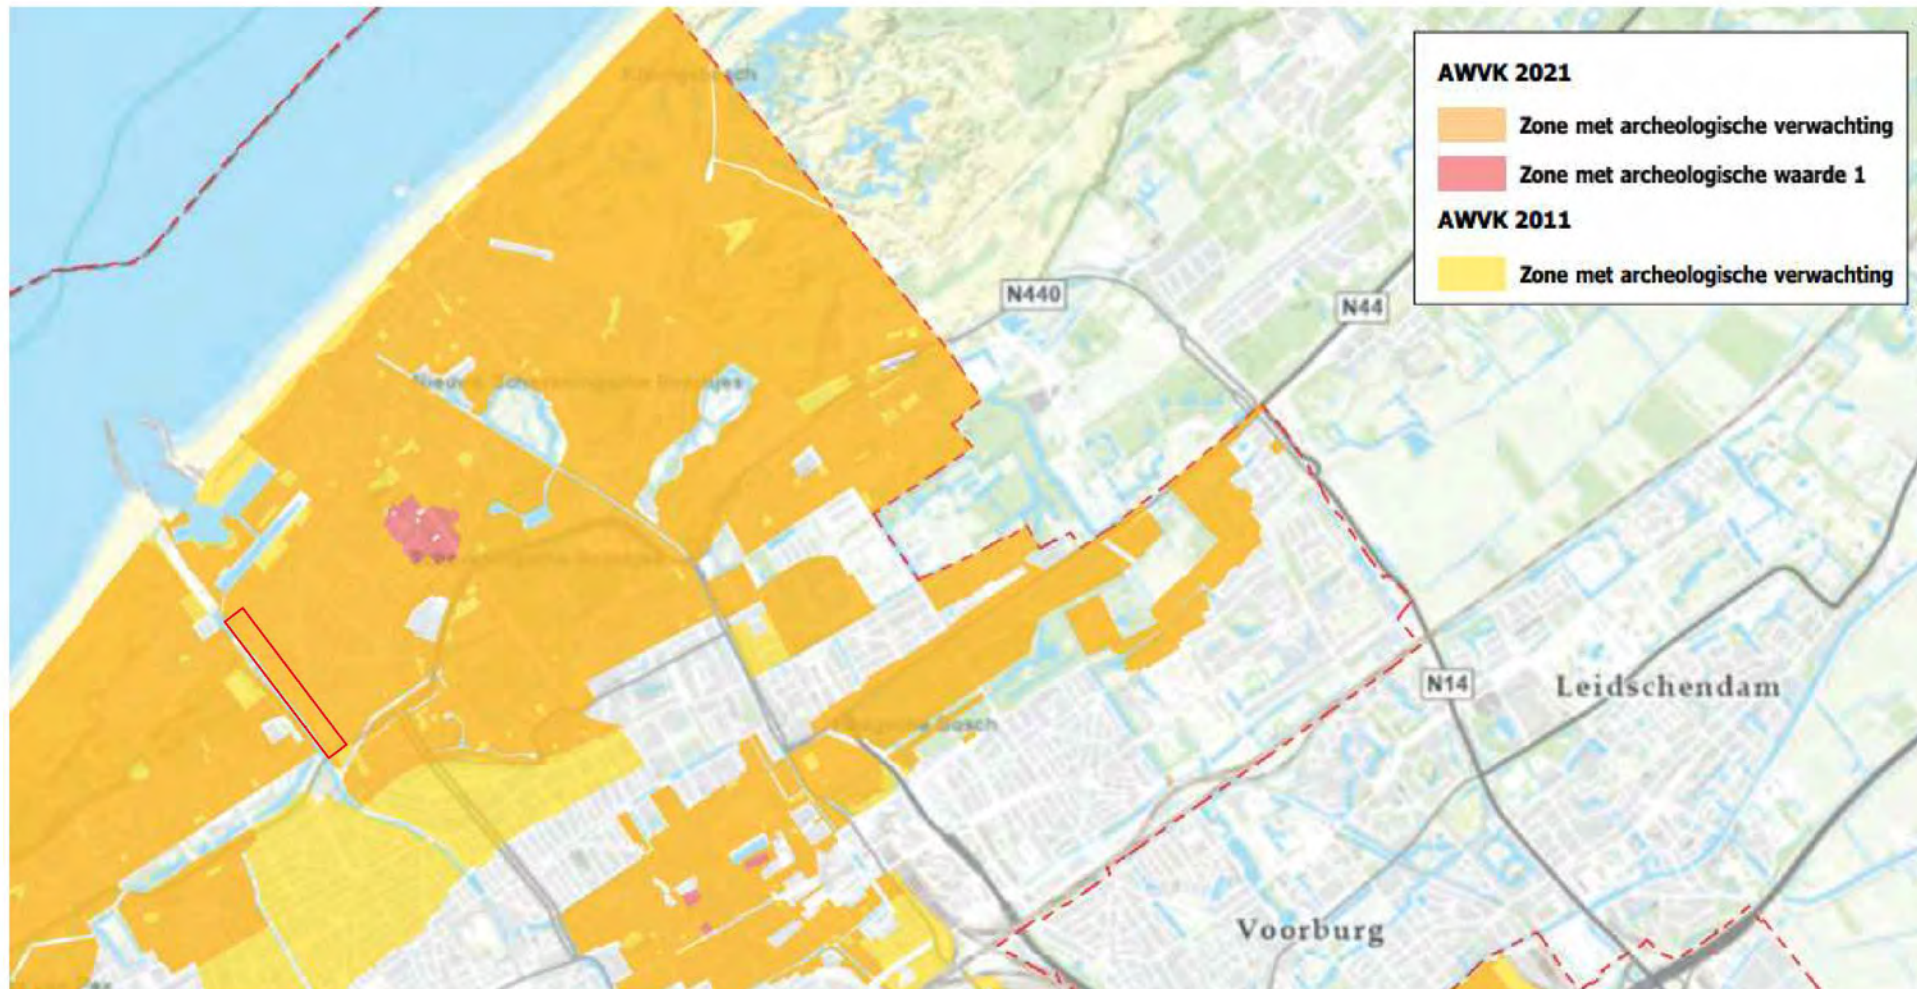 AWVK 2021
Zone met archeologische verwachting
Zone met archeologische waarde 1
AWVK 2011
Zone met archeologische verwachting
N440
N44
N14
Leidschendam
Voorburg